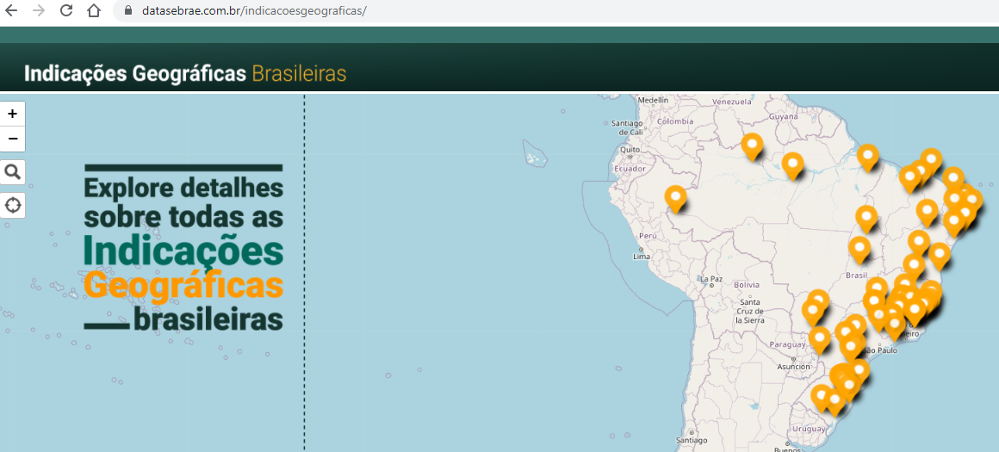 datasebrae.com.br/indicacoesgeograficas/
Indicações Geográficas Brasileiras
+
−
Explore detalhes
sobre todas as
Indicações
Geográficas
brasileiras
Medellín
Venezuela
Guyana
Santiago
de Cali
Colombia
Quito
Ecuador
Perú
Lima
Brasil
La Paz
Bolivia
Santa
Cruz de
la Sierra
Paraguay
São Paulo
Asunción
Uruguay
Santiago
Buenos